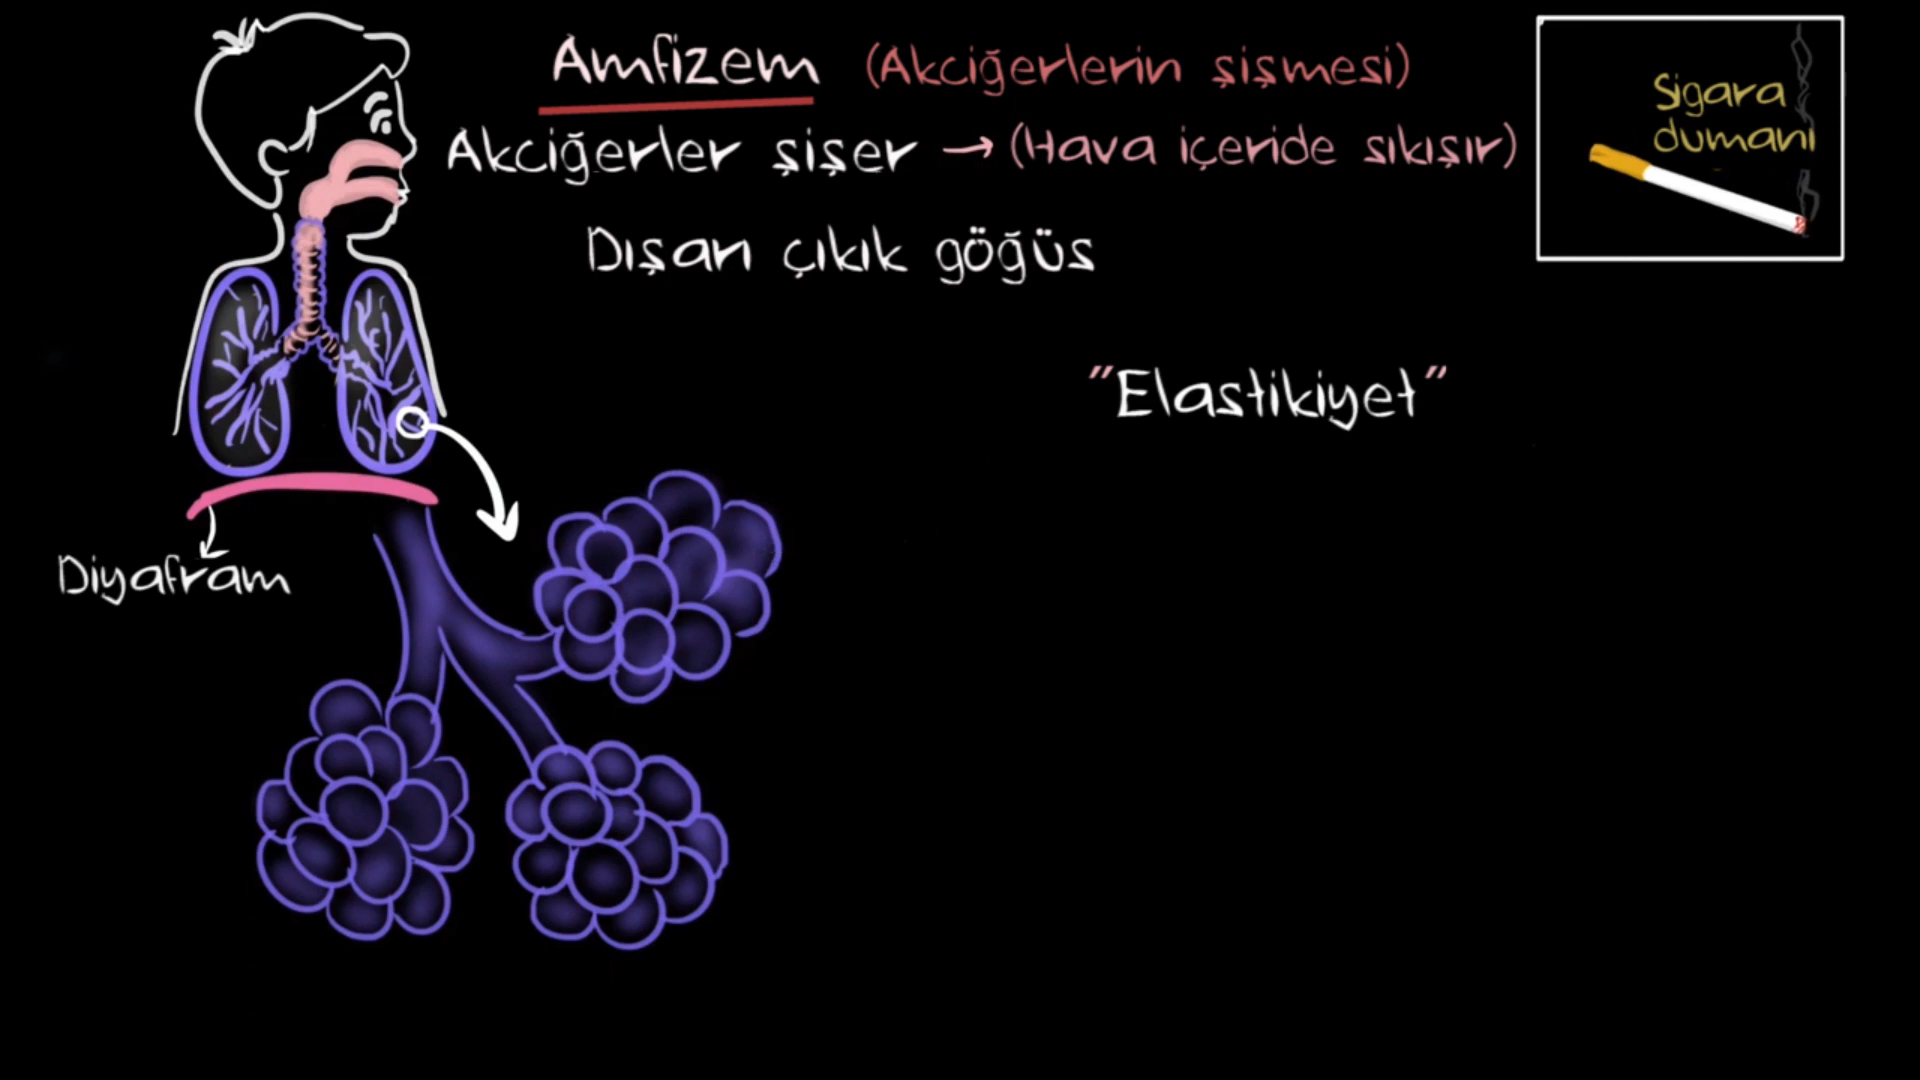 Amfizem (Akciğerlerin şişmesi)
Akciğerler şişer → (Hava içeride sıkışır)
Dışarı çıkık göğüs
Sigara
dumanı
"Elastikiyet"
Diyafram